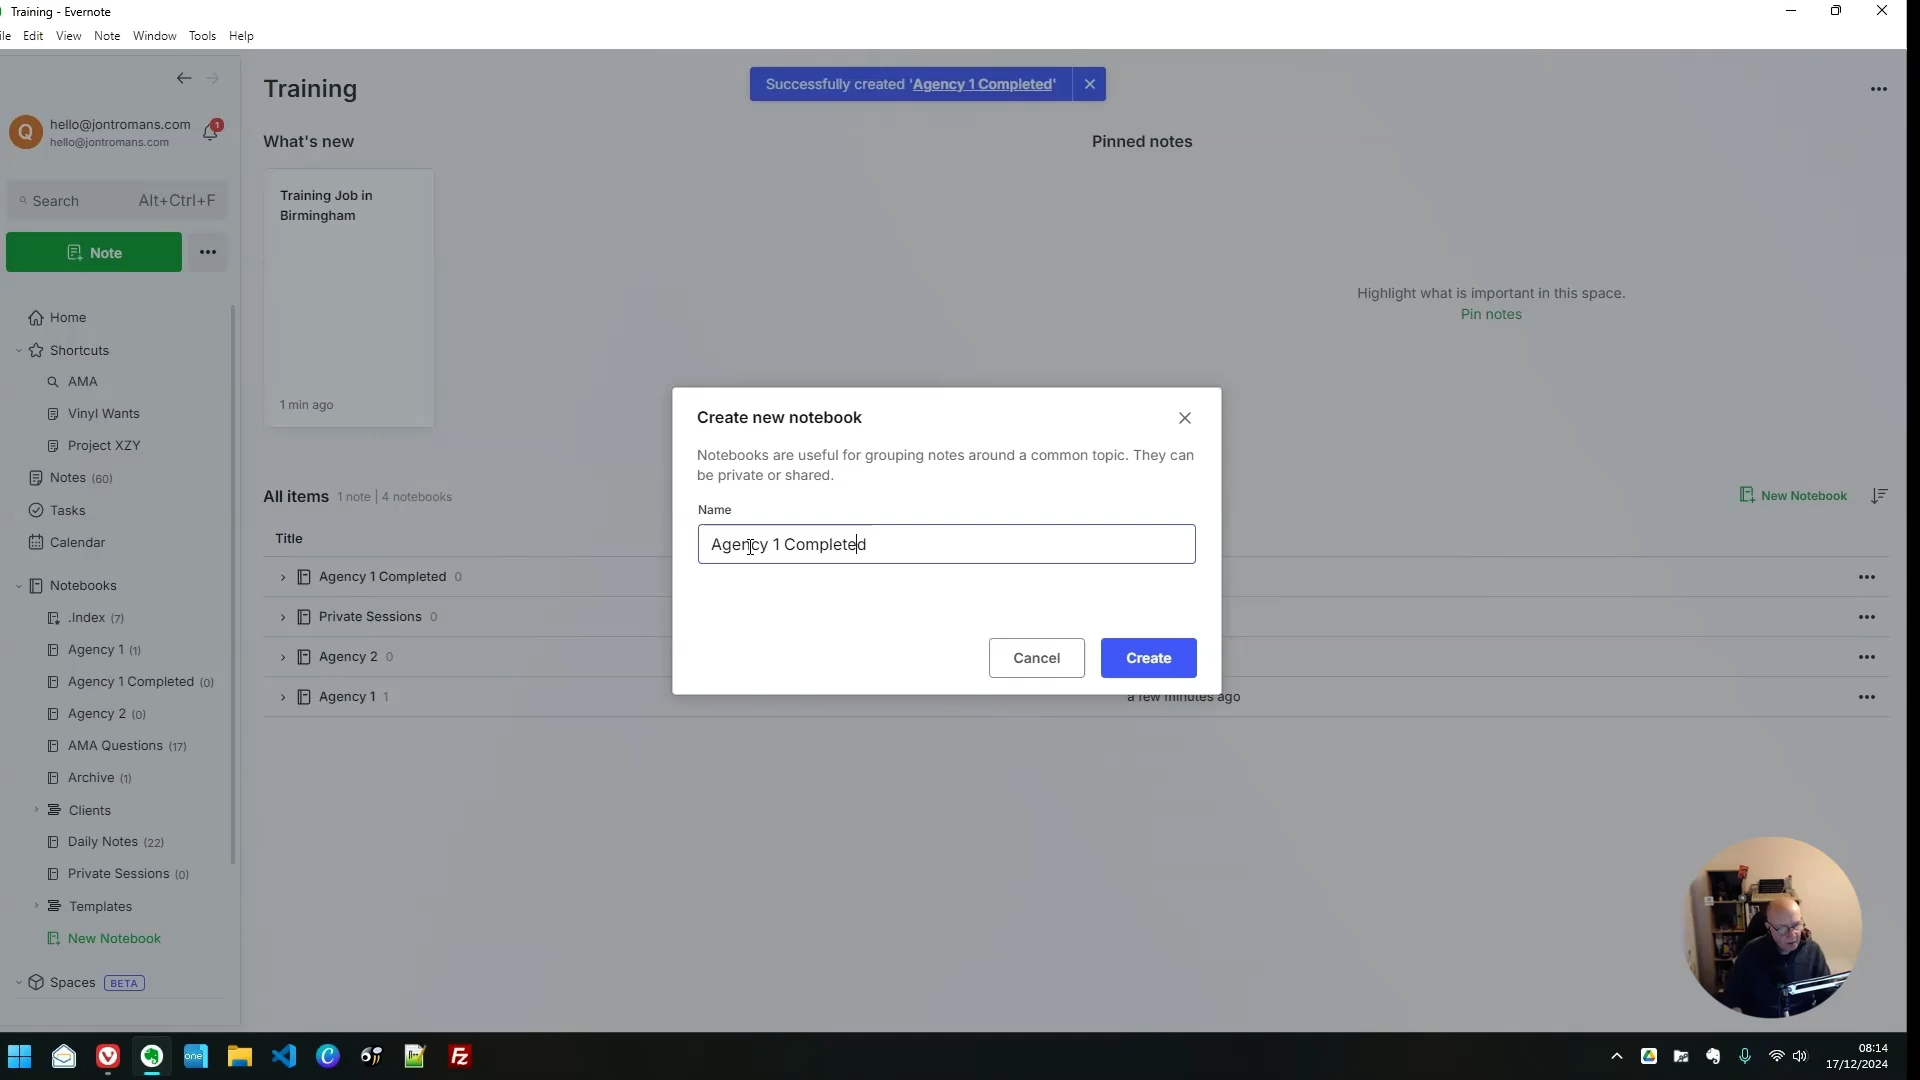 Training - Evernote
ile Edit View Note Window Tools Help
Training
Successfully created 'Agency 1 Completed'
Q
hello@jontromans.com
hello@jontromans.com
1
Search Alt+Ctrl+F
Note
Home
Shortcuts
AMA
Vinyl Wants
Project XZY
Notes (60)
Tasks
Calendar
Notebooks
.Index (7)
Agency 1 (1)
Agency 1 Completed (0)
Agency 2 (0)
AMA Questions (17)
Archive (1)
Clients
Daily Notes (22)
Private Sessions (0)
Templates
New Notebook
Spaces BETA
What's new
Pinned notes
Training Job in
Birmingham
1 min ago
Highlight what is important in this space.
Pin notes
All items 1 note | 4 notebooks
New Notebook
Title
Agency 1 Completed 0
Private Sessions 0
Agency 2 0
Agency 1 1
a few minutes ago
Create new notebook
Notebooks are useful for grouping notes around a common topic. They can
be private or shared.
Name
Agency 1 Completed
Cancel
Create
one
08:14
17/12/2024